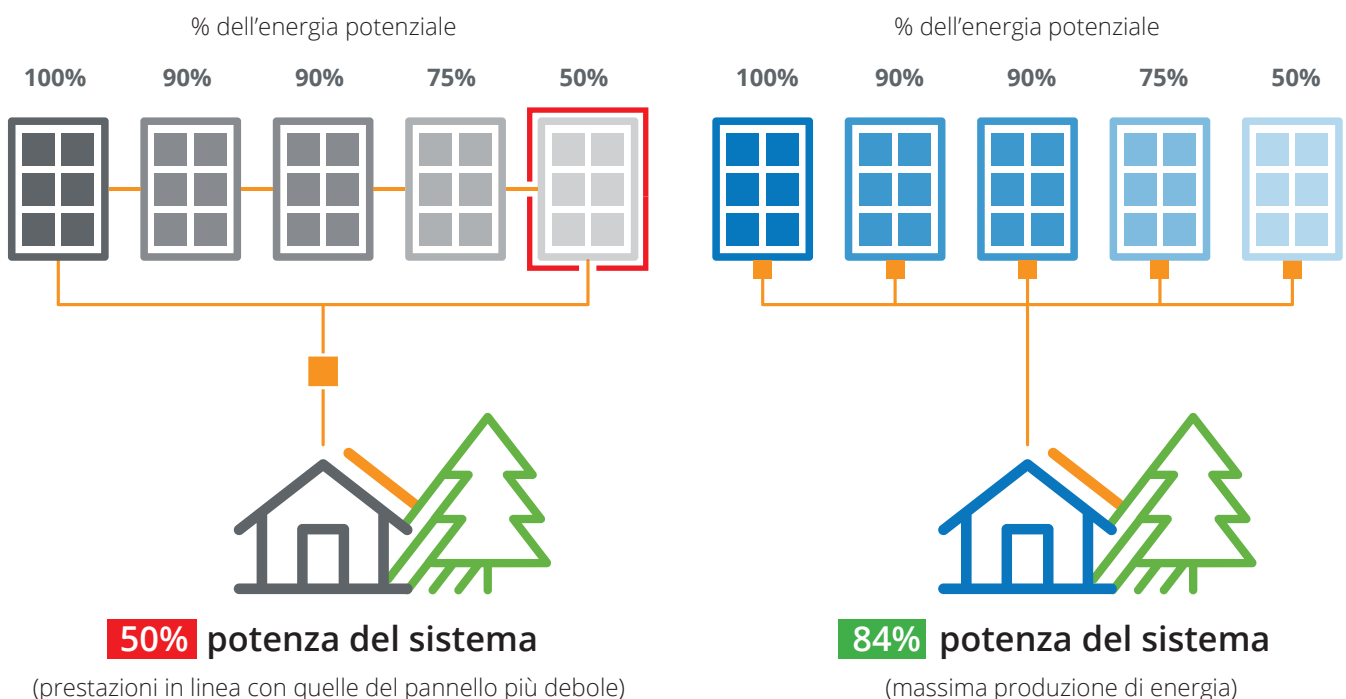 % dell'energia potenziale
100% 90% 90% 75% 50%
50% potenza del sistema
(prestazioni in linea con quelle del pannello più debole)
% dell'energia potenziale
100% 90% 90% 75% 50%
84% potenza del sistema
(massima produzione di energia)